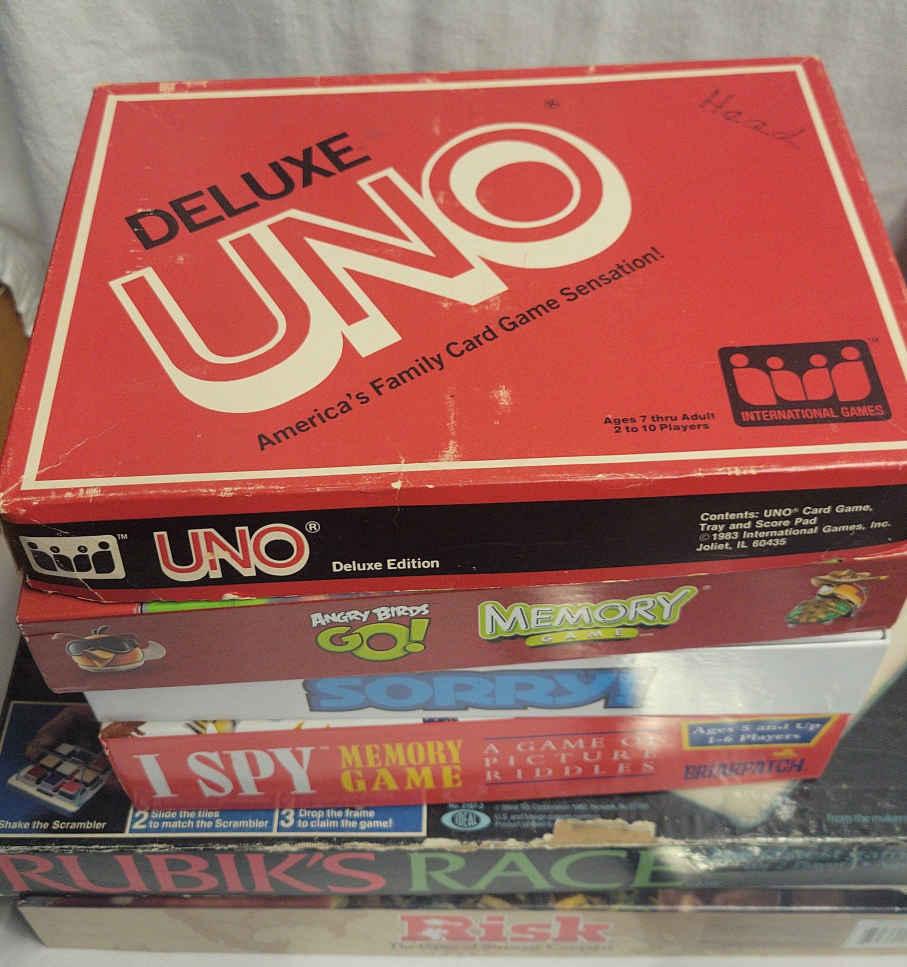 Head
DELUXE
UNO®
America's Family Card Game Sensation!
Ages 7 thru Adult
2 to 10 Players
INTERNATIONAL GAMES
™
UNO®
Deluxe Edition
Contents: UNO® Card Game,
Tray and Score Pad
© 1983 International Games, Inc.
Joliet, IL 60435
ANGRY BIRDS
GO!
MEMORY
GAME
SORRY!
I SPY
MEMORY
GAME
A GAME OF
PICTURE
RIDDLES
Ages 5 and Up
1-6 Players
BRIARPATCH
Shake the Scrambler
2 Slide the tiles
to match the Scrambler
3 Drop the frame
to claim the game!
IDEAL
from the makers
RUBIK'S RACE
Risk